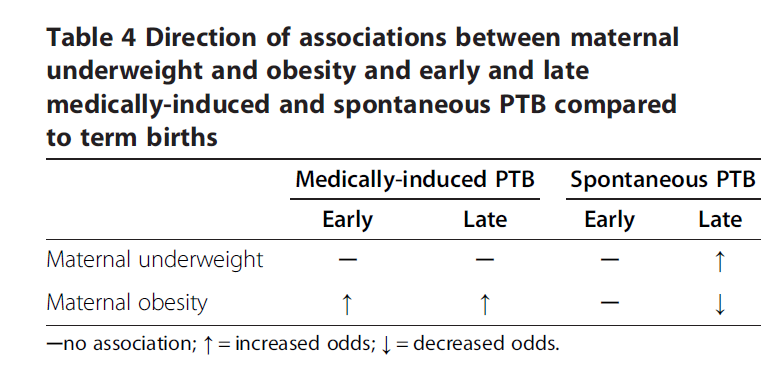 Table 4 Direction of associations between maternal
underweight and obesity and early and late
medically-induced and spontaneous PTB compared
to term births
Medically-induced PTB Spontaneous PTB
Early Late Early Late
Maternal underweight — — — ↑
Maternal obesity ↑ ↑ — ↓
—no association; ↑ = increased odds; ↓ = decreased odds.